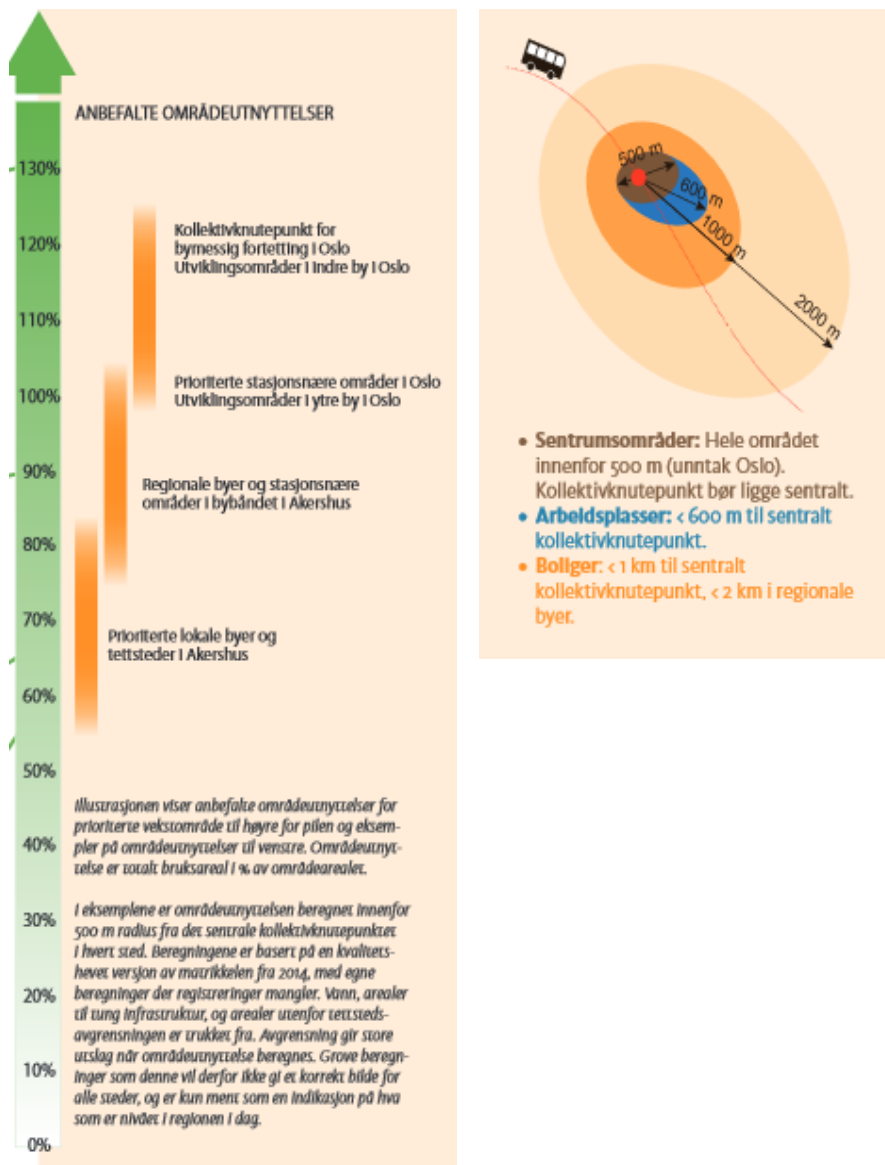 ANBEFALTE OMRÅDEUTNYTTELSER
130%
120%
110%
100%
90%
80%
70%
60%
50%
40%
30%
20%
10%
0%
Kollektivknutepunkt for
bymessig fortetting i Oslo
Utviklingsområder i indre by i Oslo
Prioriterte stasjonsnære områder i Oslo
Utviklingsområder i ytre by i Oslo
Regionale byer og stasjonsnære
områder i bybåndet i Akershus
Prioriterte lokale byer og
tettsteder i Akershus
Illustrasjonen viser anbefalte områdeutnyttelser for
prioriterte vekstområde til høyre for pilen og eksem-
pler på områdeutnyttelser til venstre. Områdeutnyt-
telse er totalt bruksareal i % av områdearealet.
I eksemplene er områdeutnyttelsen beregnet innenfor
500 m radius fra det sentrale kollektivknutepunktet
i hvert sted. Beregningene er basert på en kvalitets-
hevet versjon av matrikkelen fra 2014, med egne
beregninger der registreringer mangler. Vann, arealer
til tung infrastruktur, og arealer utenfor tettsteds-
avgrensningen er trukket fra. Avgrensning gir store
utslag når områdeutnyttelse beregnes. Grove beregn-
inger som denne vil derfor ikke gi et korrekt bilde for
alle steder, og er kun ment som en indikasjon på hva
som er nivået i regionen i dag.
500 m
600 m
1000 m
2000 m
• Sentrumsområder: Hele området
innenfor 500 m (unntak Oslo).
Kollektivknutepunkt bør ligge sentralt.
• Arbeidsplasser: < 600 m til sentralt
kollektivknutepunkt.
• Boliger: < 1 km til sentralt
kollektivknutepunkt, < 2 km i regionale
byer.